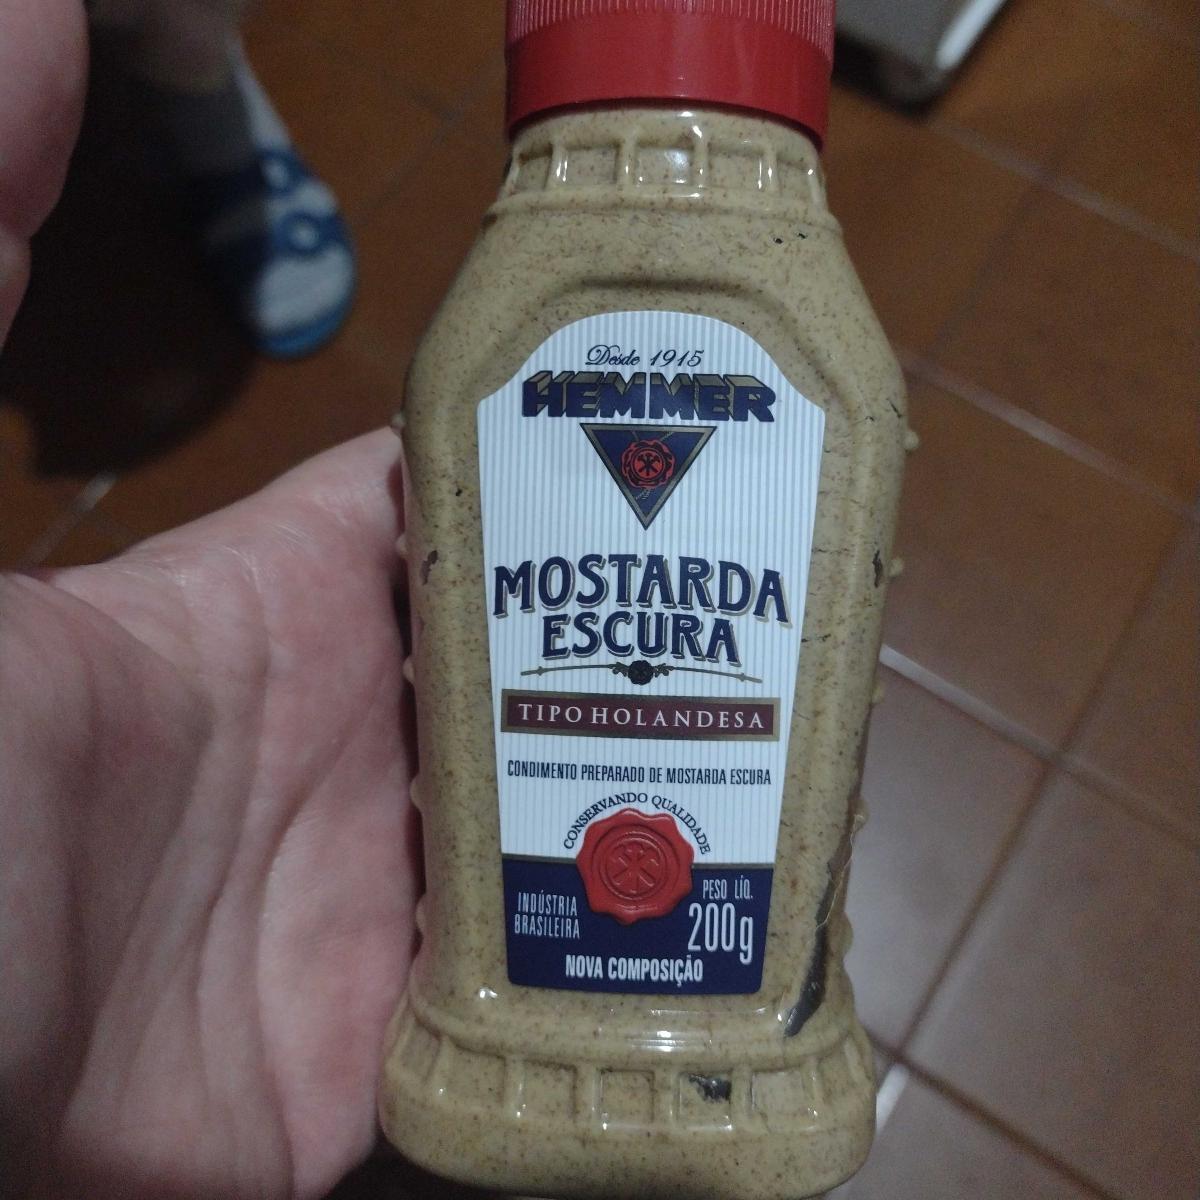 Desde 1915
HEMMER
MOSTARDA
ESCURA
TIPO HOLANDESA
CONDIMENTO PREPARADO DE MOSTARDA ESCURA
CONSERVANDO QUALIDADE
INDÚSTRIA
BRASILEIRA
PESO LÍQ.
200g
NOVA COMPOSIÇÃO